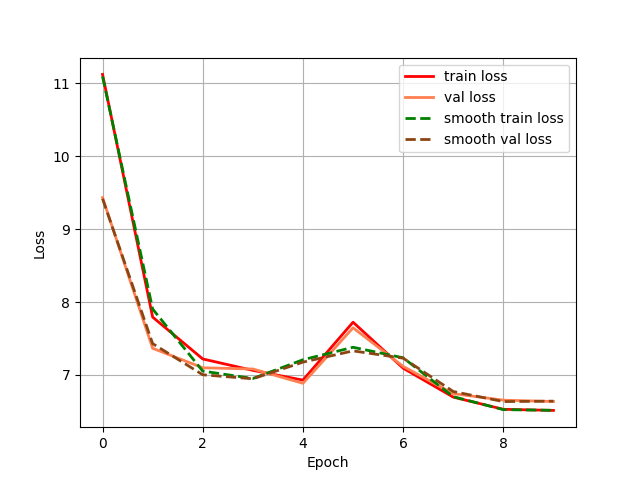 train loss
val loss
smooth train loss
smooth val loss
11
10
9
8
7
Loss
0 2 4 6 8
Epoch